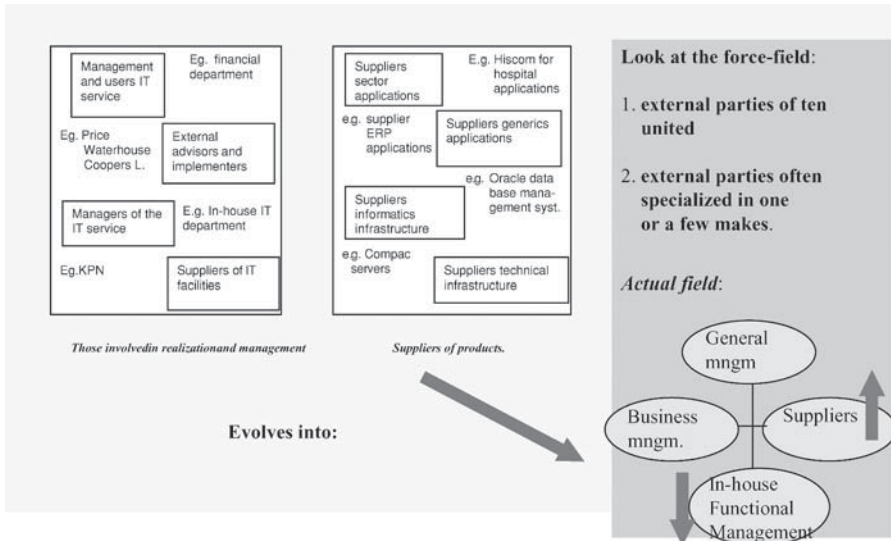 Management
and users IT
service
Eg. financial
department
Eg. Price
Waterhouse
Coopers L.
External
advisors and
implementers
Managers of the
IT service
E.g. In-house IT
department
Eg.KPN
Suppliers of IT
facilities
Those involvedin realizationand management
Suppliers
sector
applications
E.g. Hiscom for
hospital
applications
e.g. supplier
ERP
applications
Suppliers generics
applications
e.g. Oracle data
base mana-
gement syst.
Suppliers
informatics
infrastructure
e.g. Compac
servers
Suppliers technical
infrastructure
Suppliers of products.
Evolves into:
Look at the force-field:
1. external parties of ten
united
2. external parties often
specialized in one
or a few makes.
Actual field:
General
mngm
Business
mngm.
Suppliers
In-house
Functional
Management